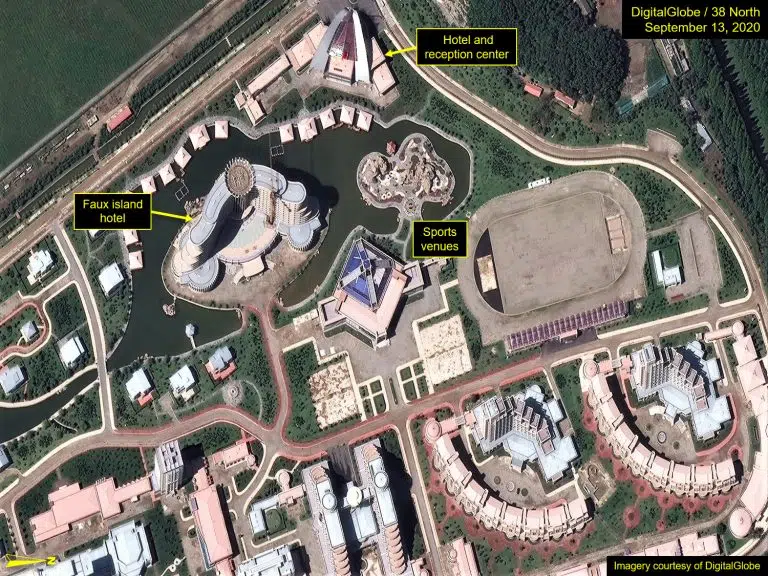 DigitalGlobe / 38 North
September 13, 2020
Hotel and
reception center
Faux island
hotel
Sports
venues
N
Imagery courtesy of DigitalGlobe